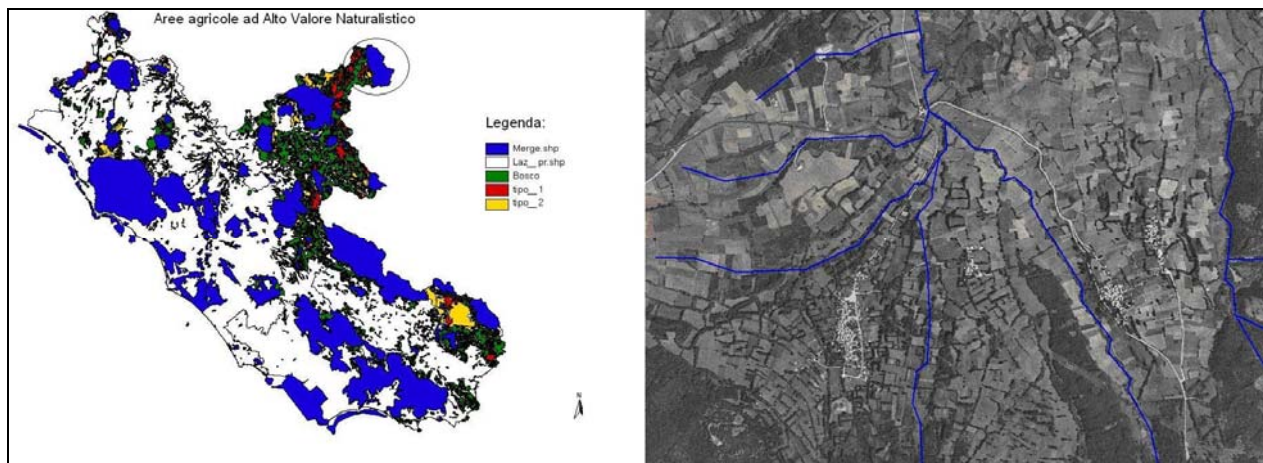 Aree agricole ad Alto Valore Naturalistico
Legenda:
Merge.shp
Laz__pr.shp
Bosco
tipo__1
tipo__2
N